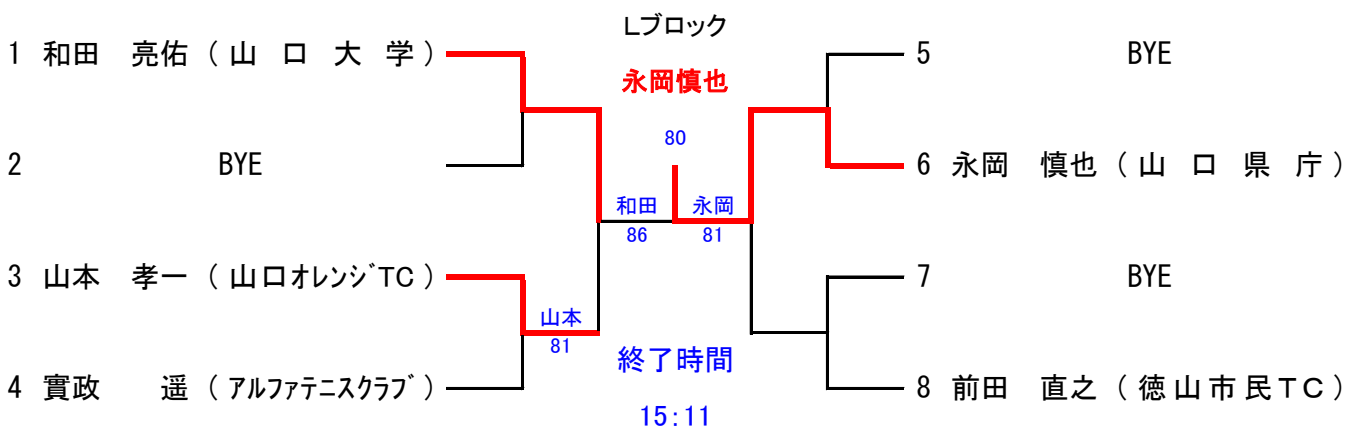 Lブロック
永岡慎也
80
1 和田 亮佑 ( 山 口 大 学 )
2 BYE
3 山本 孝一 ( 山口オレンジTC )
4 實政 遥 ( アルファテニスクラブ )
和田
86
永岡
81
山本
81
5 BYE
6 永岡 慎也 ( 山 口 県 庁 )
7 BYE
8 前田 直之 ( 徳山市民TC )
終了時間
15:11